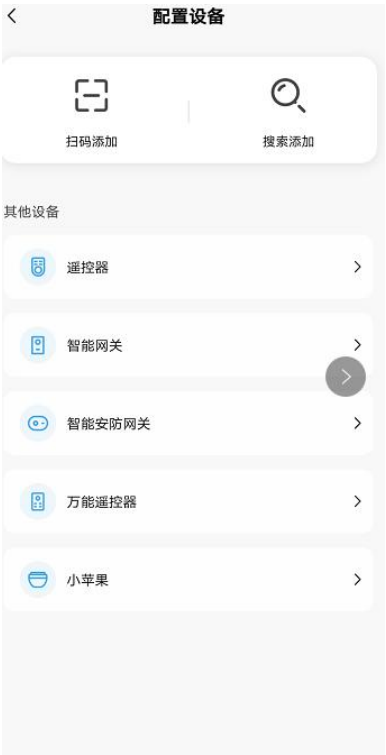 配置设备
扫码添加
搜索添加
其他设备
遥控器
智能网关
智能安防网关
万能遥控器
小苹果